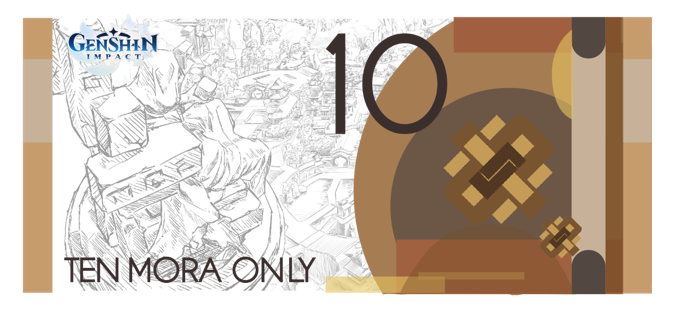 GENSHIN
IMPACT
10
TEN MORA ONLY